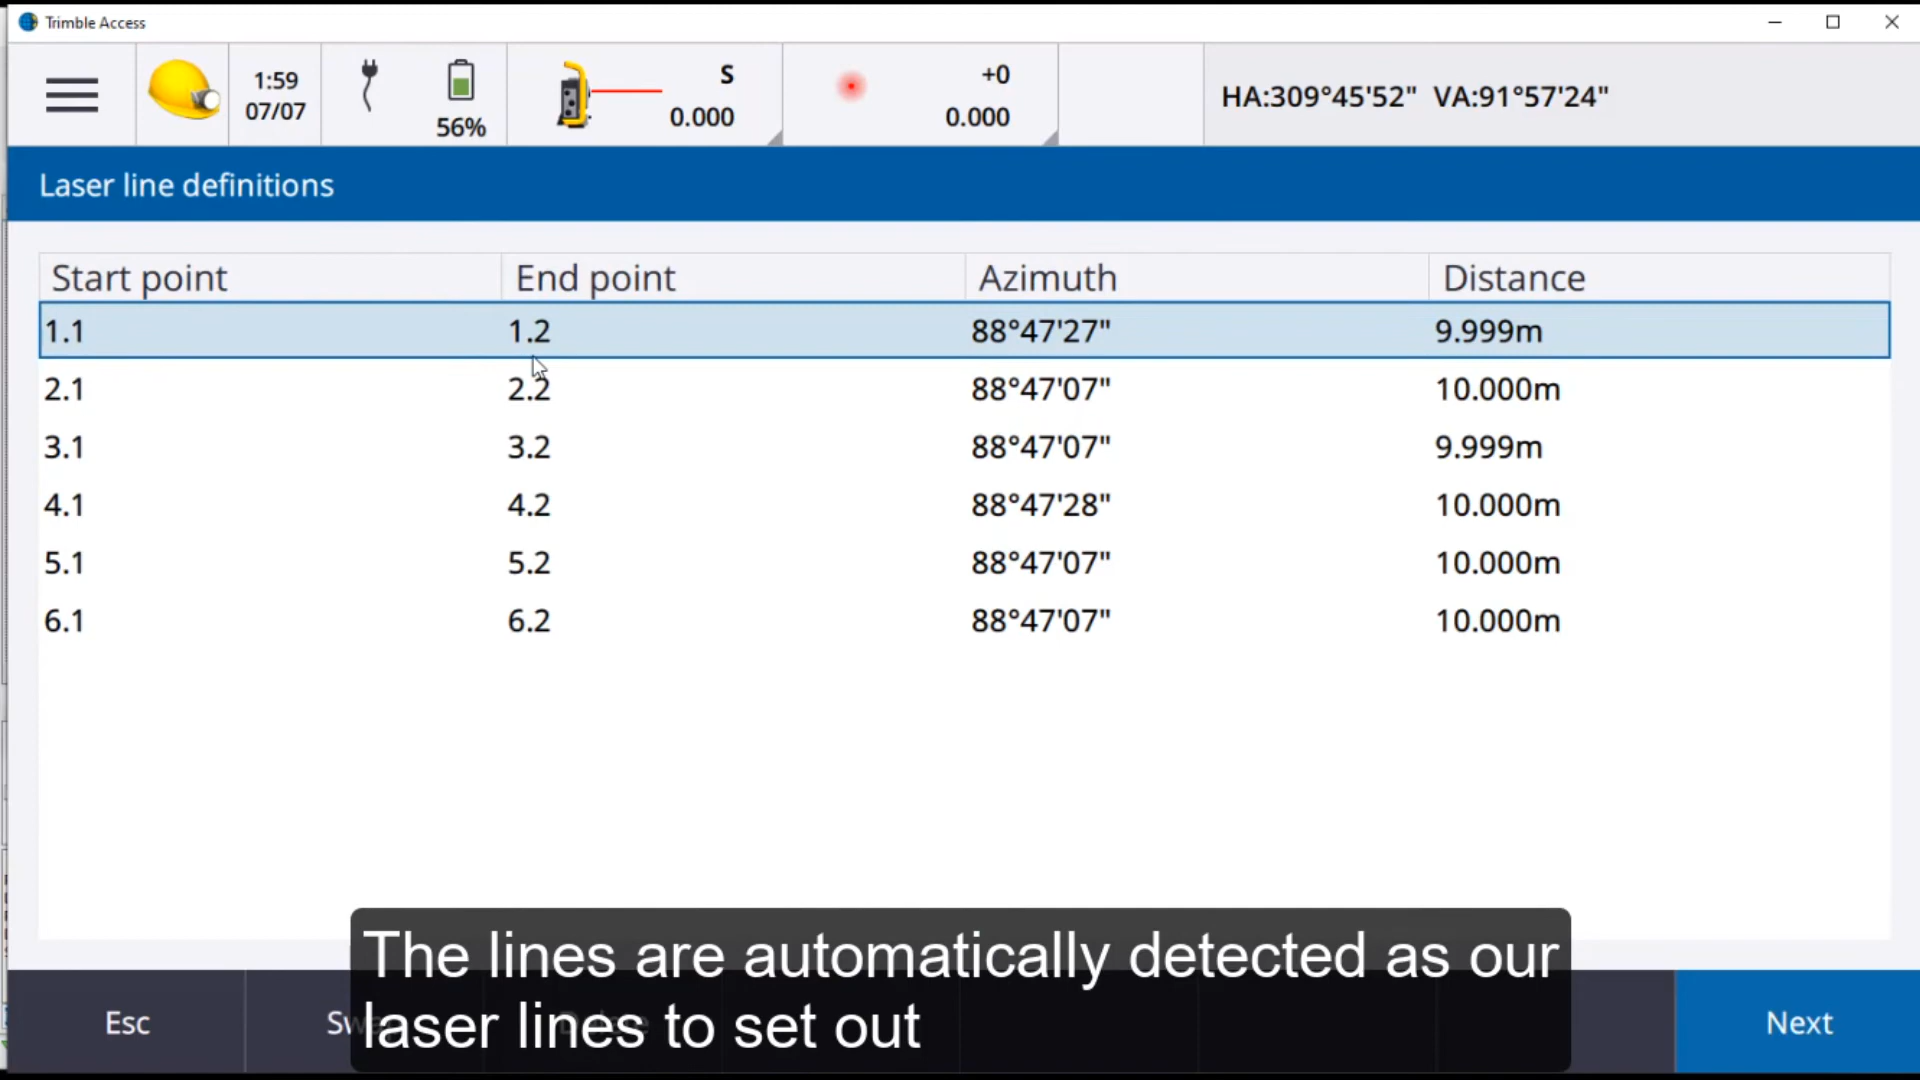 Trimble Access
1:59
07/07
56%
S
0.000
+0
0.000
HA:309°45'52" VA:91°57'24"
Laser line definitions
Start point End point Azimuth Distance
1.1 1.2 88°47'27" 9.999m
2.1 2.2 88°47'07" 10.000m
3.1 3.2 88°47'07" 9.999m
4.1 4.2 88°47'28" 10.000m
5.1 5.2 88°47'07" 10.000m
6.1 6.2 88°47'07" 10.000m
The lines are automatically detected as our
laser lines to set out
Esc Next